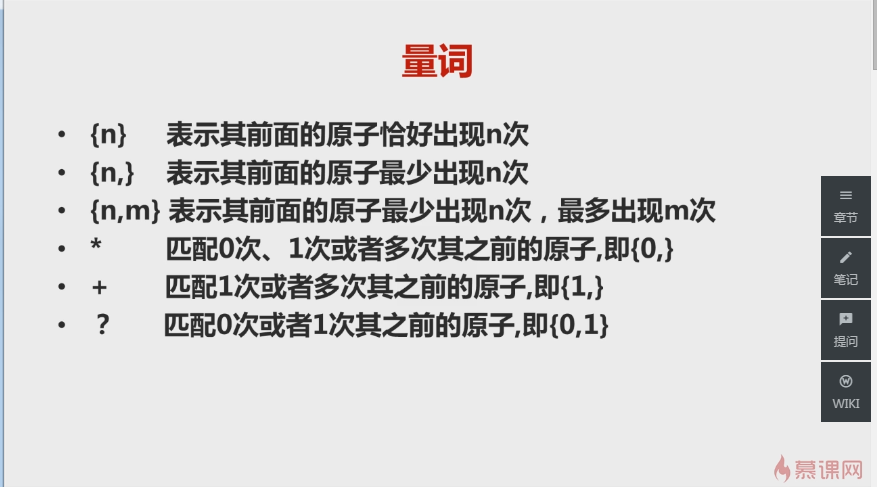 量词
• {n} 表示其前面的原子恰好出现n次
• {n,} 表示其前面的原子最少出现n次
• {n,m} 表示其前面的原子最少出现n次，最多出现m次
• * 匹配0次、1次或者多次其之前的原子,即{0,}
• + 匹配1次或者多次其之前的原子,即{1,}
• ？ 匹配0次或者1次其之前的原子,即{0,1}
章节
笔记
提问
WIKI
慕课网